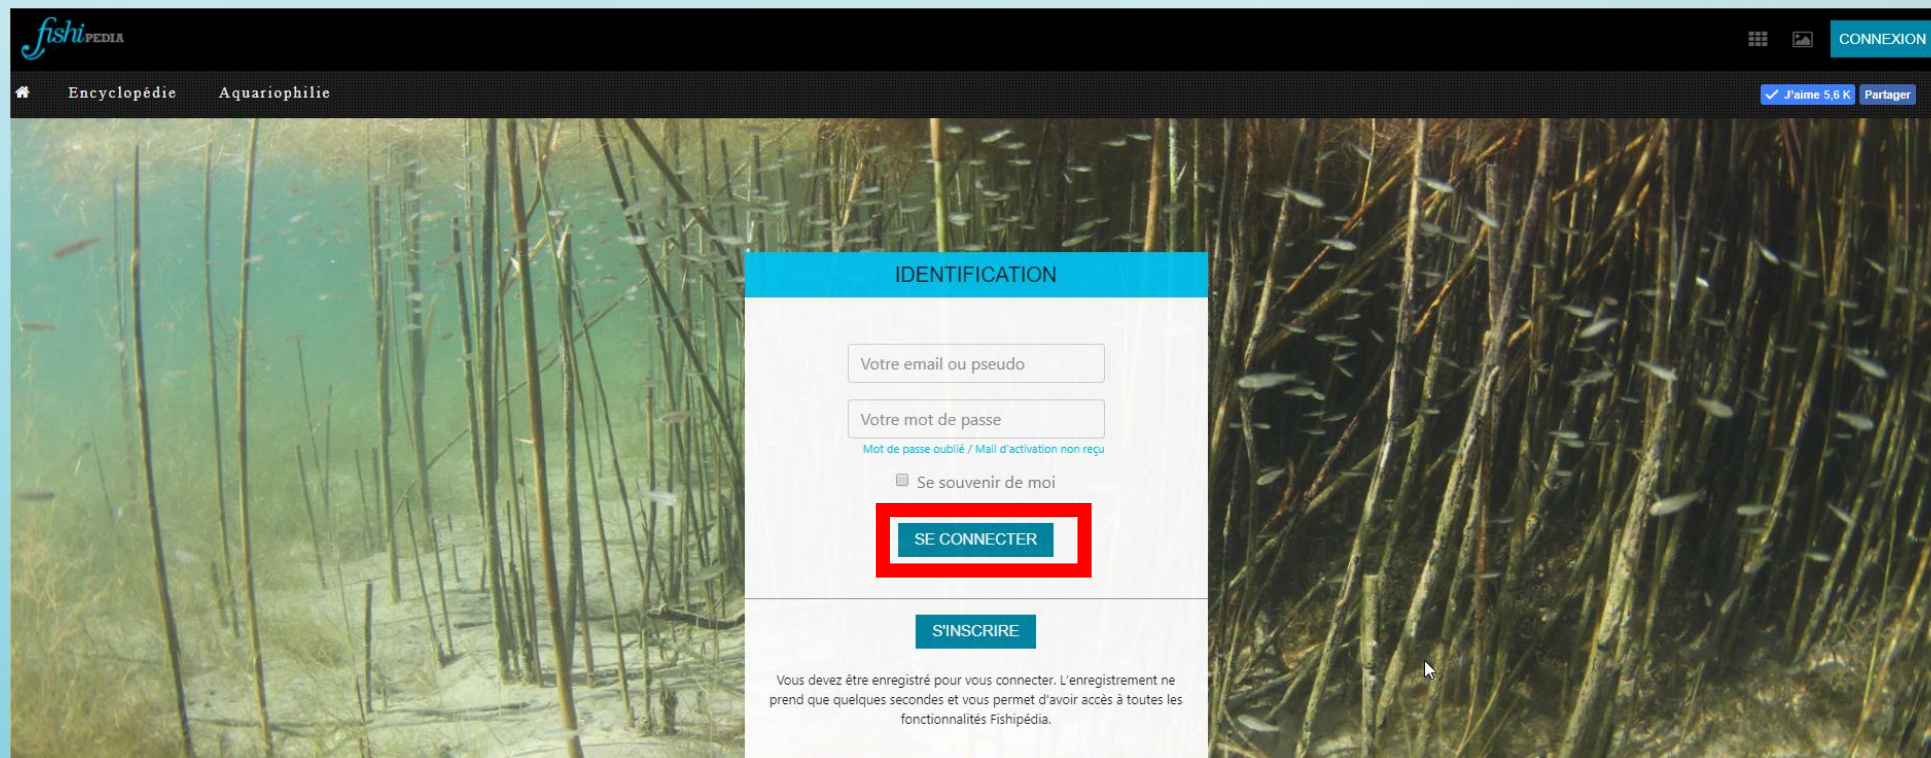 fishiPEDIA
CONNEXION
Encyclopédie
Aquariophilie
J'aime 5,6 K
Partager
IDENTIFICATION
Votre email ou pseudo
Votre mot de passe
Mot de passe oublié / Mail d'activation non reçu
Se souvenir de moi
SE CONNECTER
S'INSCRIRE
Vous devez être enregistré pour vous connecter. L'enregistrement ne
prend que quelques secondes et vous permet d'avoir accès à toutes les
fonctionnalités Fishipédia.